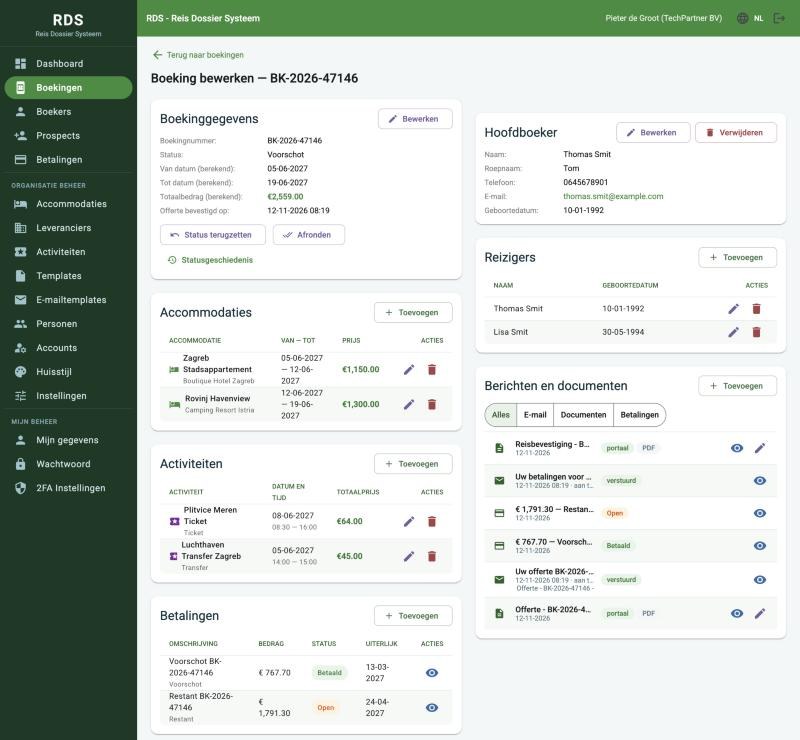 RDS
Reis Dossier Systeem
Dashboard
Boekingen
Boekers
Prospects
Betalingen
ORGANISATIE BEHEER
Accommodaties
Leveranciers
Activiteiten
Templates
E-mailtemplates
Personen
Accounts
Huisstijl
Instellingen
MIJN BEHEER
Mijn gegevens
Wachtwoord
2FA Instellingen
RDS - Reis Dossier Systeem
Pieter de Groot (TechPartner BV)
NL
Terug naar boekingen
Boeking bewerken — BK-2026-47146
Boekinggegevens
Bewerken
Boekingnummer: BK-2026-47146
Status: Voorschot
Van datum (berekend): 05-06-2027
Tot datum (berekend): 19-06-2027
Totaalbedrag (berekend): €2,559.00
Offerte bevestigd op: 12-11-2026 08:19
Status terugzetten
Afronden
Statusgeschiedenis
Accommodaties
Toevoegen
ACCOMMODATIE VAN — TOT PRIJS ACTIES
Zagreb
Stadsappartement
Boutique Hotel Zagreb
05-06-2027
— 12-06-
2027
€1,150.00
Rovinj Havenview
Camping Resort Istria
12-06-2027
— 19-06-
2027
€1,300.00
Activiteiten
Toevoegen
ACTIVITEIT DATUM EN TIJD TOTAALPRIJS ACTIES
Plitvice Meren
Ticket
Ticket
08-06-2027
08:30 — 16:00
€64.00
Luchthaven
Transfer Zagreb
Transfer
05-06-2027
14:00 — 15:00
€45.00
Betalingen
Toevoegen
OMSCHRIJVING BEDRAG STATUS UITERLIJK ACTIES
Voorschot BK-
2026-47146
Voorschot
€ 767.70
Betaald
13-03-
2027
Restant BK-2026-
47146
Restant
€
1,791.30
Open
24-04-
2027
Hoofdboeker
Bewerken
Verwijderen
Naam: Thomas Smit
Roepnaam: Tom
Telefoon: 0645678901
E-mail: thomas.smit@example.com
Geboortedatum: 10-01-1992
Reizigers
Toevoegen
NAAM GEBOORTEDATUM ACTIES
Thomas Smit 10-01-1992
Lisa Smit 30-05-1994
Berichten en documenten
Toevoegen
Alles E-mail Documenten Betalingen
Reisbevestiging - B...
12-11-2026
portaal PDF
Uw betalingen voor ...
12-11-2026 08:19 · aan t...
verstuurd
€ 1,791.30 — Restan...
12-11-2026
Open
€ 767.70 — Voorsch...
12-11-2026
Betaald
Uw offerte BK-2026-...
12-11-2026 08:19 · aan t...
Offerte - BK-2026-47146 -
verstuurd
Offerte - BK-2026-4...
12-11-2026
portaal PDF